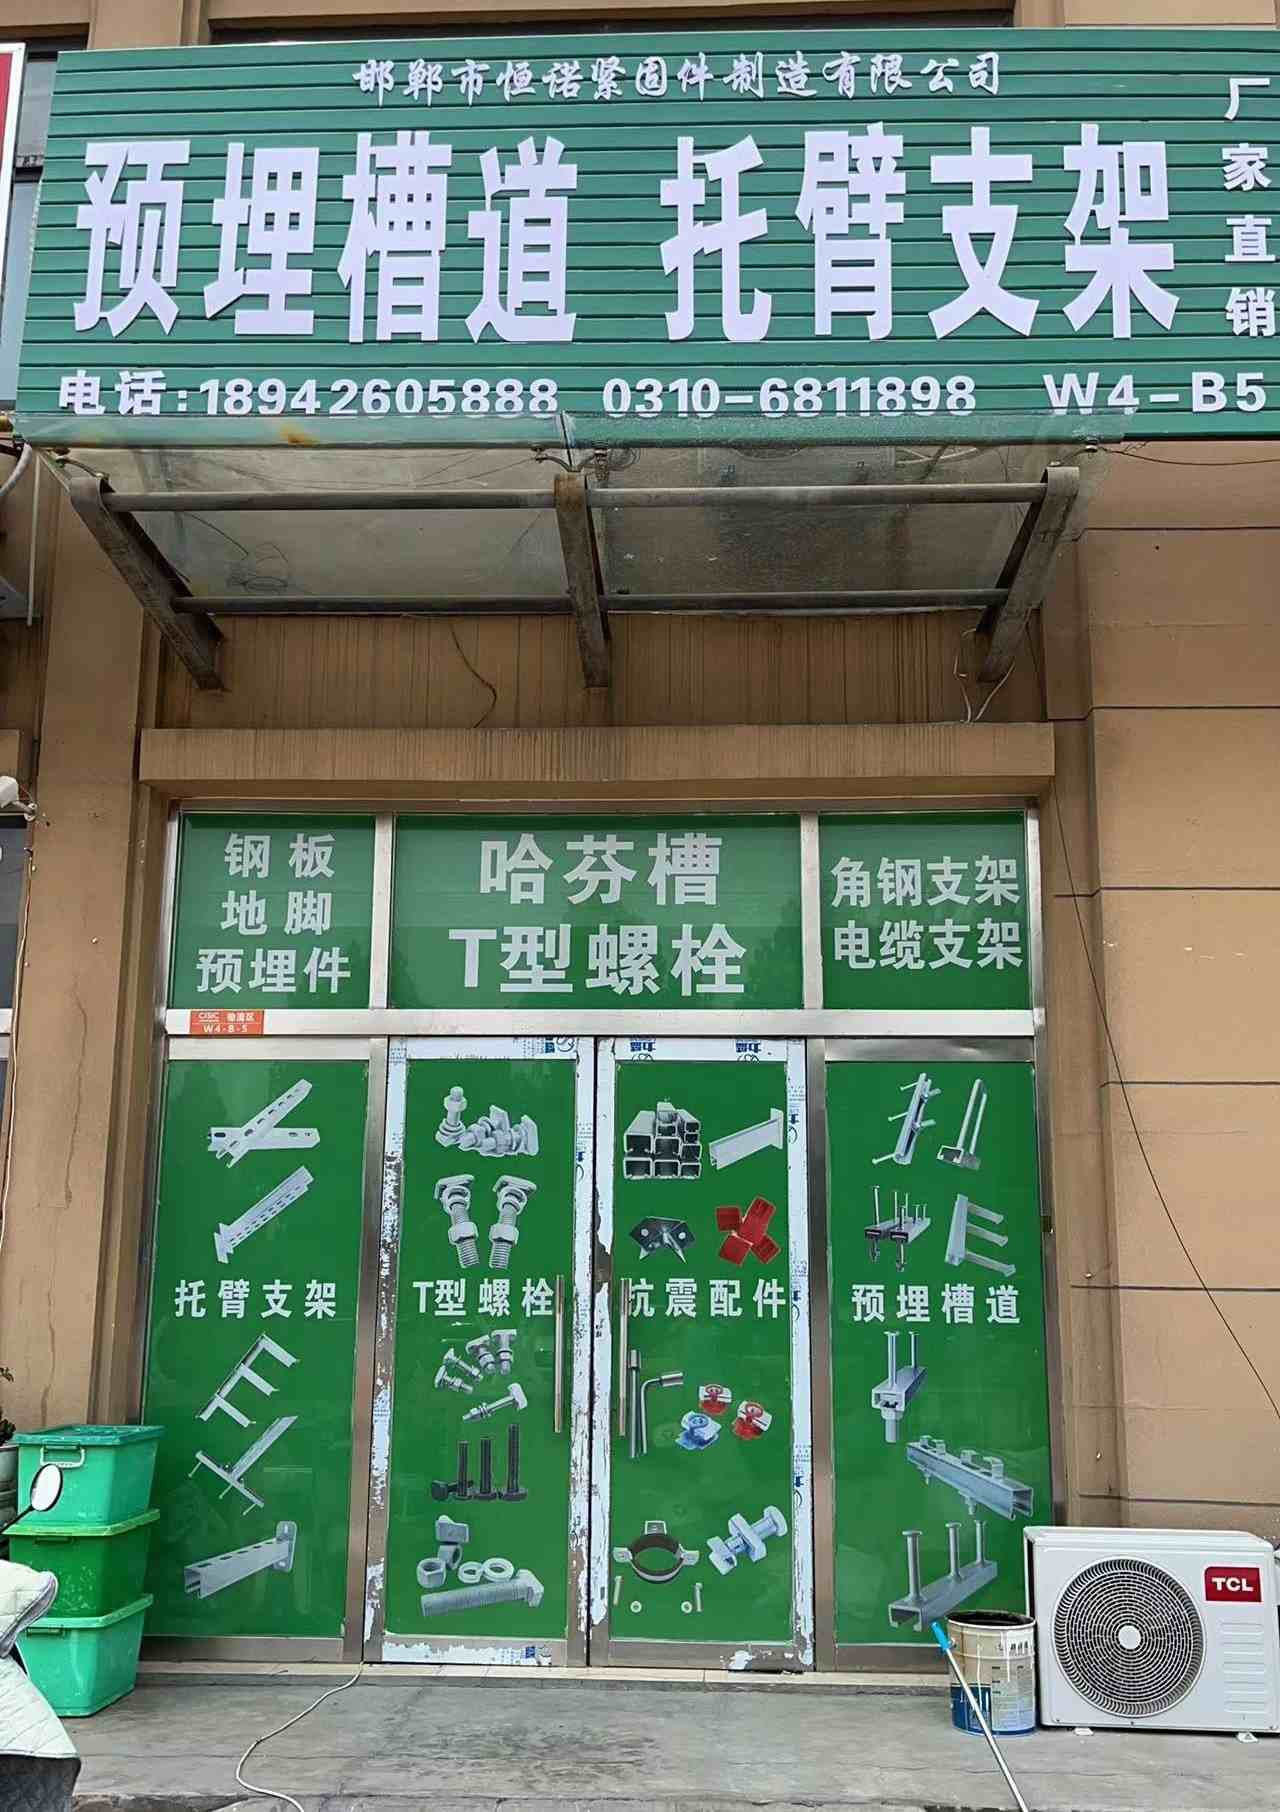 邯郸市恒诺紧固件制造有限公司
厂家直销
预埋槽道 托臂支架
电话:18942605888 0310-6811898 W4-B5
钢板
地脚
预埋件
哈芬槽
T型螺栓
角钢支架
电缆支架
物流区
W4-B-5
托臂支架
T型螺栓
抗震配件
预埋槽道
TCL